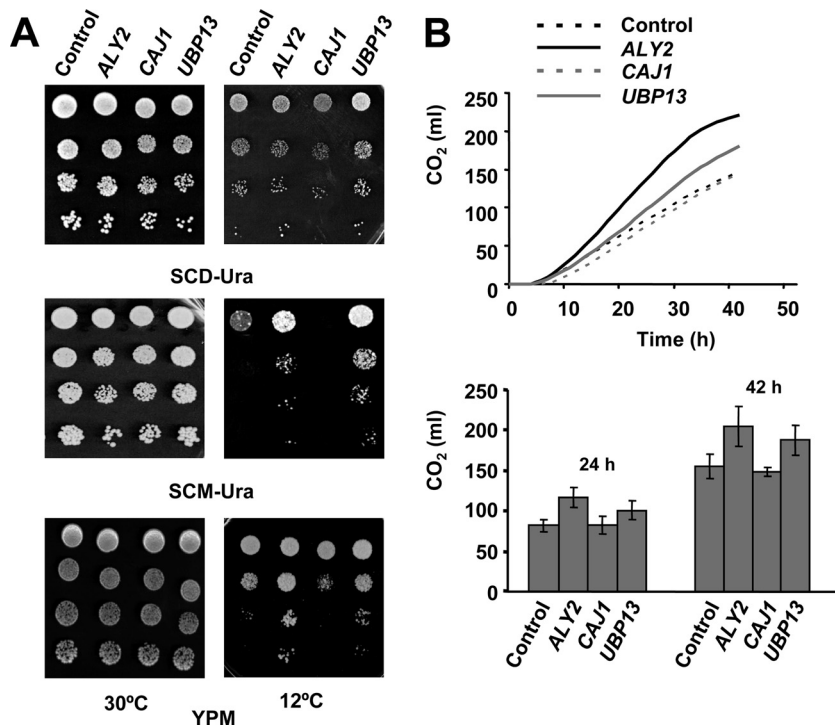 A
Control ALY2 CAJ1 UBP13
Control ALY2 CAJ1 UBP13
SCD-Ura
SCM-Ura
30ºC
12ºC
YPM
B
Control
ALY2
CAJ1
UBP13
CO2 (ml)
250
200
150
100
50
0
0 10 20 30 40 50
Time (h)
CO2 (ml)
250
200
150
100
50
0
24 h
42 h
Control ALY2 CAJ1 UBP13
Control ALY2 CAJ1 UBP13